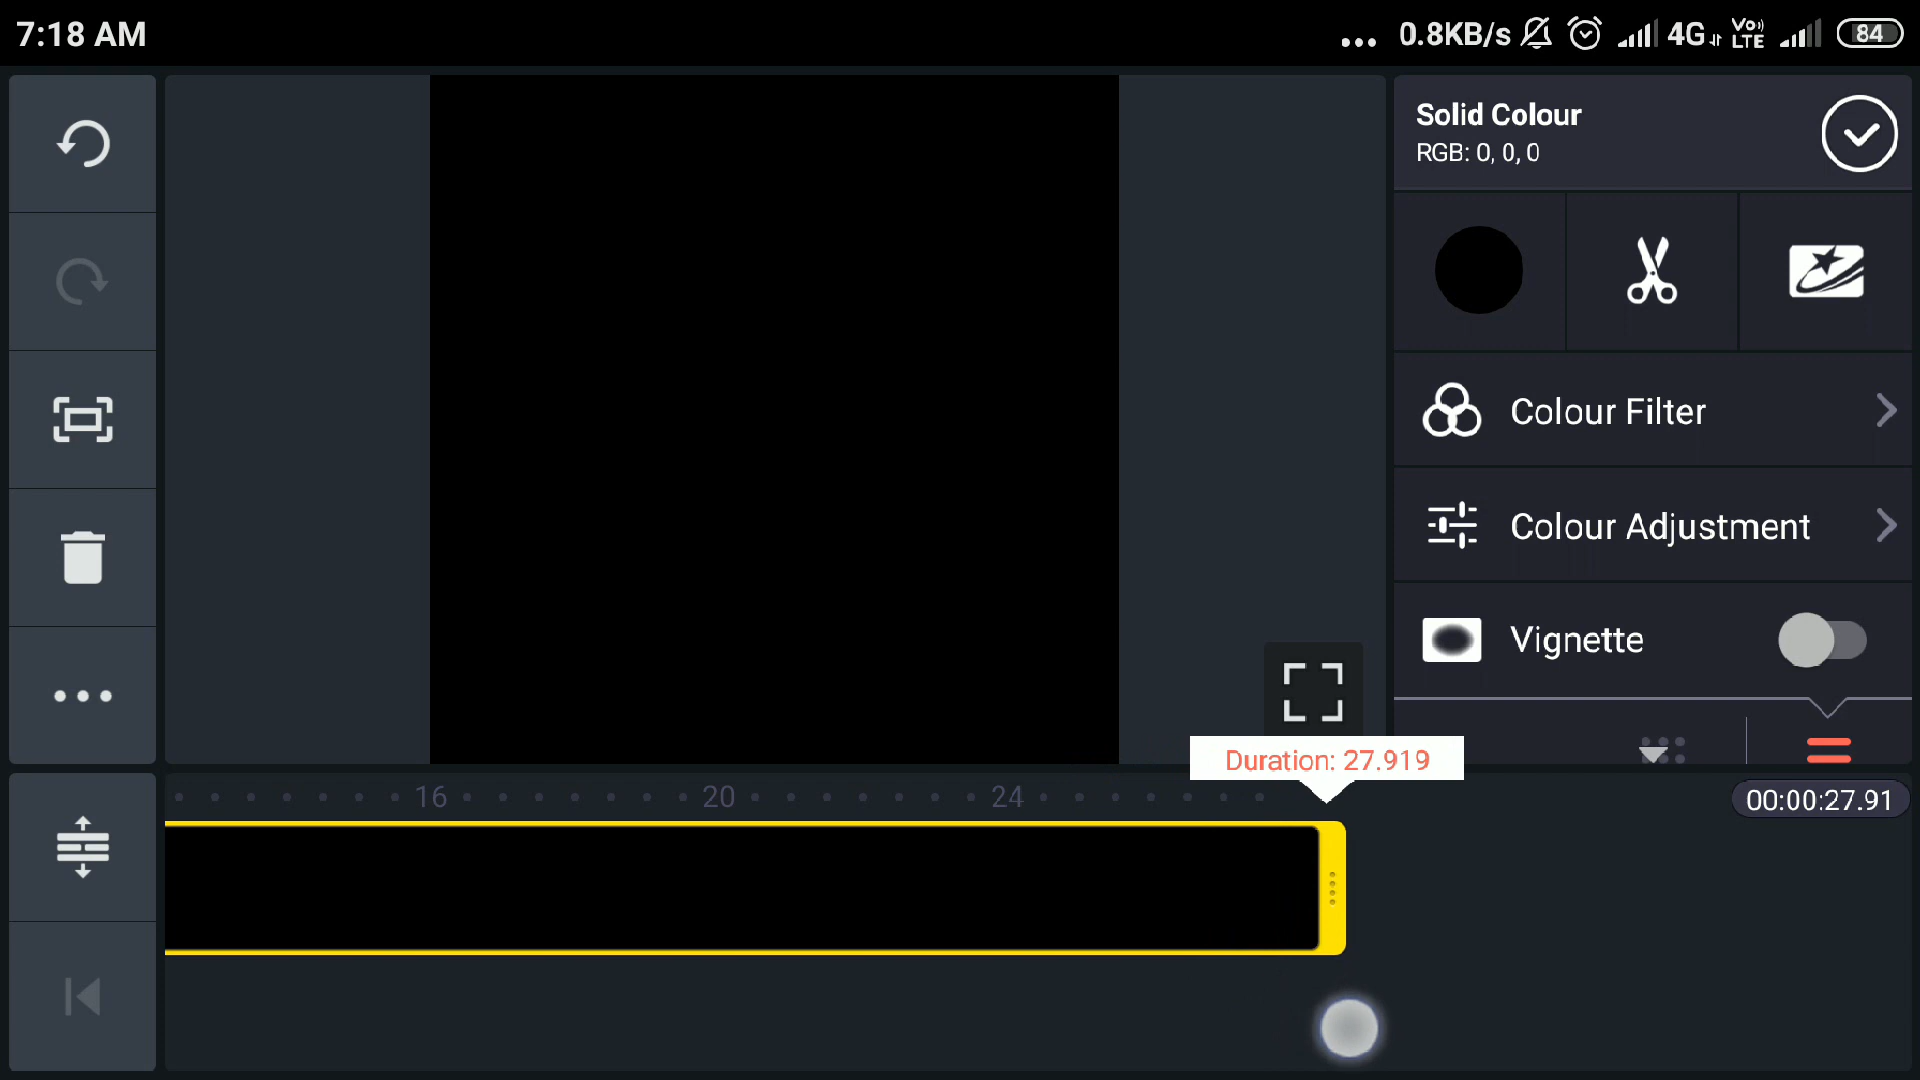 7:18 AM
... 0.8KB/s 4G Vo)) LTE 84
Solid Colour
RGB: 0, 0, 0
Colour Filter
Colour Adjustment
Vignette
Duration: 27.919
16 20 24
00:00:27.91